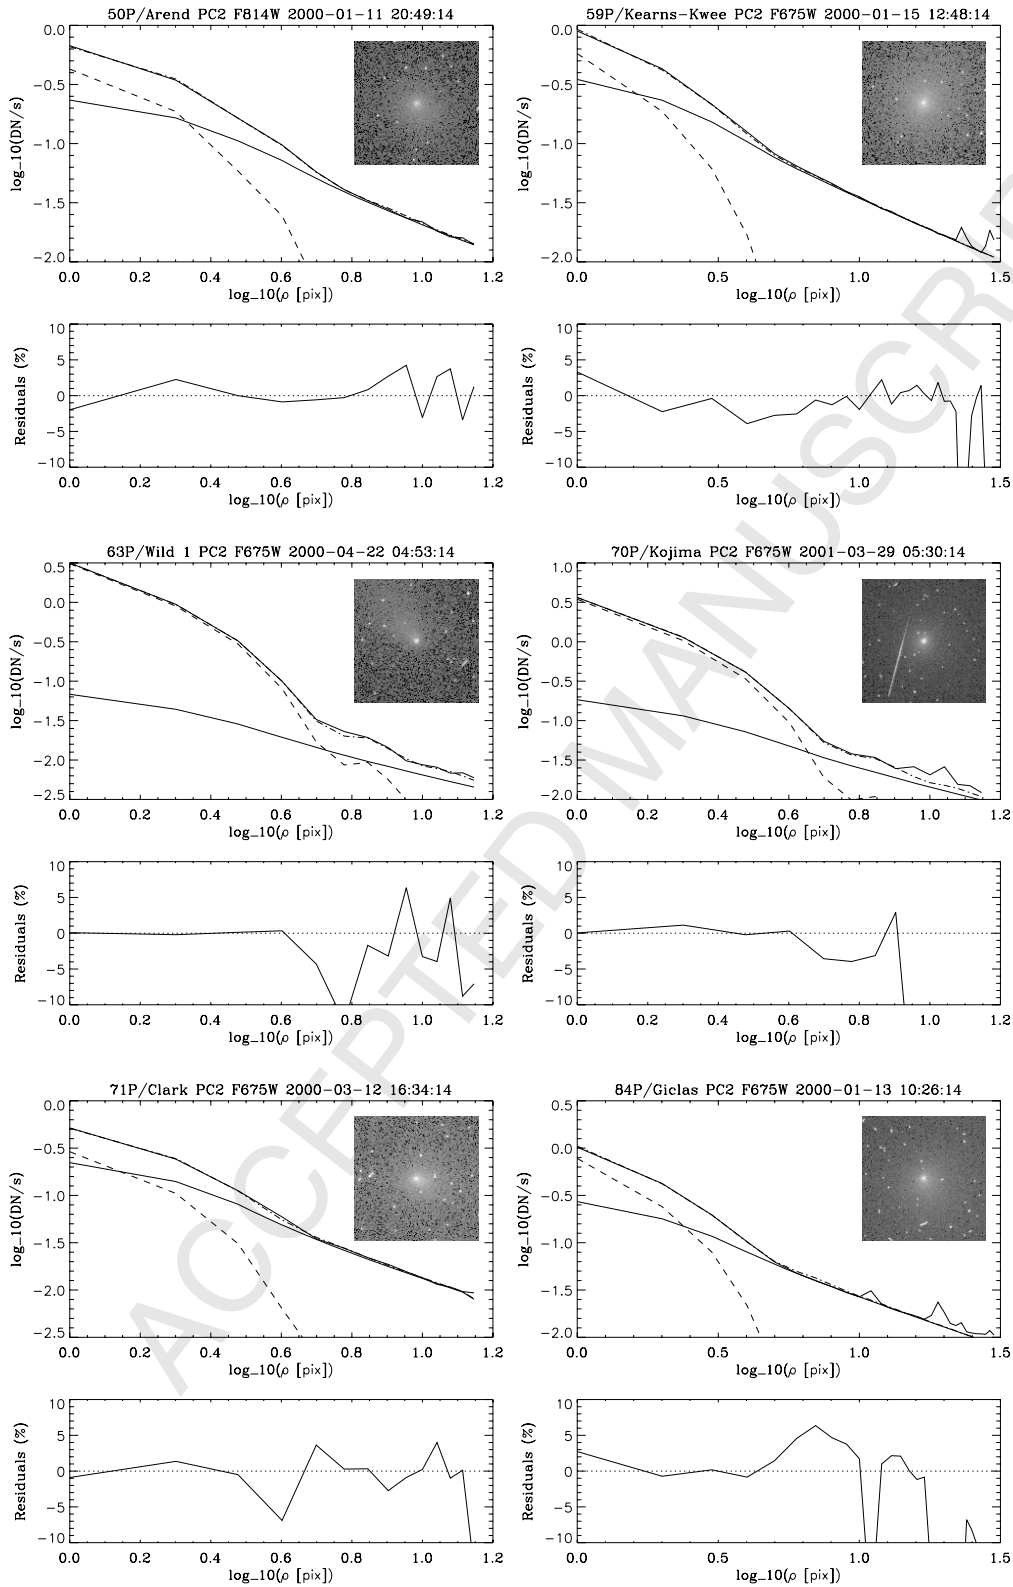 50P/Arend PC2 F814W 2000-01-11 20:49:14
0.0
-0.5
-1.0
-1.5
-2.0
log_10(DN/s)
0.0 0.2 0.4 0.6 0.8 1.0 1.2
log_10(ρ [pix])
10
5
0
-5
-10
Residuals (%)
0.0 0.2 0.4 0.6 0.8 1.0 1.2
log_10(ρ [pix])
59P/Kearns-Kwee PC2 F675W 2000-01-15 12:48:14
0.0
-0.5
-1.0
-1.5
-2.0
log_10(DN/s)
0.0 0.5 1.0 1.5
log_10(ρ [pix])
10
5
0
-5
-10
Residuals (%)
0.0 0.5 1.0 1.5
log_10(ρ [pix])
63P/Wild 1 PC2 F675W 2000-04-22 04:53:14
0.5
0.0
-0.5
-1.0
-1.5
-2.0
-2.5
log_10(DN/s)
0.0 0.2 0.4 0.6 0.8 1.0 1.2
log_10(ρ [pix])
10
5
0
-5
-10
Residuals (%)
0.0 0.2 0.4 0.6 0.8 1.0 1.2
log_10(ρ [pix])
70P/Kojima PC2 F675W 2001-03-29 05:30:14
1.0
0.5
0.0
-0.5
-1.0
-1.5
-2.0
log_10(DN/s)
0.0 0.2 0.4 0.6 0.8 1.0 1.2
log_10(ρ [pix])
10
5
0
-5
-10
Residuals (%)
0.0 0.2 0.4 0.6 0.8 1.0 1.2
log_10(ρ [pix])
71P/Clark PC2 F675W 2000-03-12 16:34:14
0.0
-0.5
-1.0
-1.5
-2.0
-2.5
log_10(DN/s)
0.0 0.2 0.4 0.6 0.8 1.0 1.2
log_10(ρ [pix])
10
5
0
-5
-10
Residuals (%)
0.0 0.2 0.4 0.6 0.8 1.0 1.2
log_10(ρ [pix])
84P/Giclas PC2 F675W 2000-01-13 10:26:14
0.5
0.0
-0.5
-1.0
-1.5
-2.0
log_10(DN/s)
0.0 0.5 1.0 1.5
log_10(ρ [pix])
10
5
0
-5
-10
Residuals (%)
0.0 0.5 1.0 1.5
log_10(ρ [pix])
ACCEPTED MANUSCRI